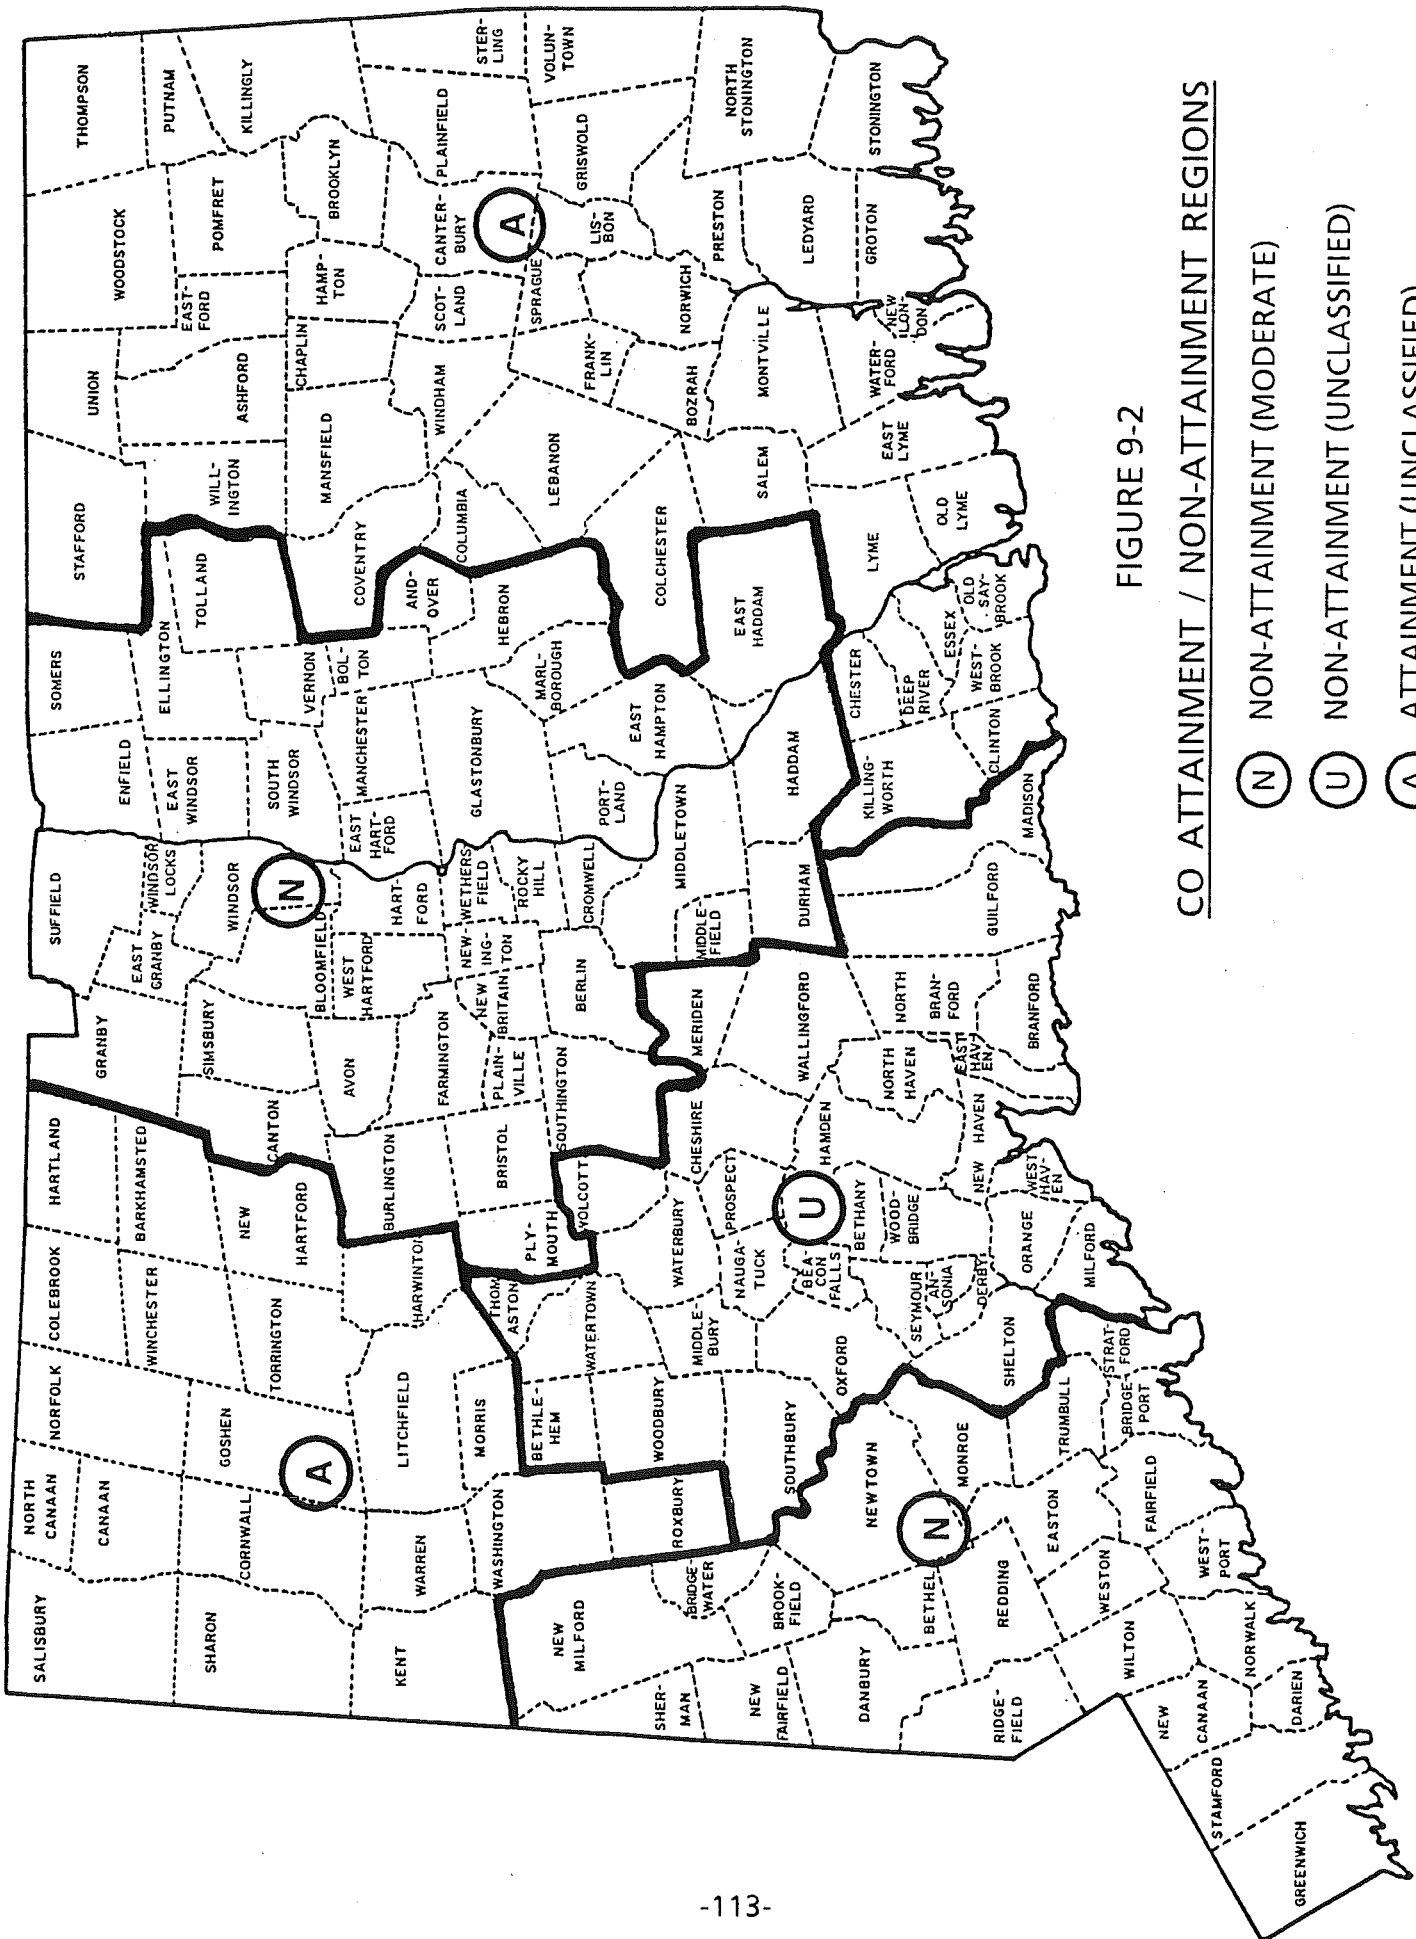 SALISBURY
NORTH
CANAAN
NORFOLK
COLEBROOK
HARTLAND
CANAAN
WINCHESTER
BARKHAMSTED
GRANBY
SUFFIELD
ENFIELD
SOMERS
STAFFORD
UNION
WOODSTOCK
THOMPSON
PUTNAM
EAST
GRANBY
WINDSOR
LOCKS
EAST
WINDSOR
ELLINGTON
TOLLAND
WILL-
INGTON
ASHFORD
EAST-
FORD
POMFRET
KILLINGLY
SHARON
CORNWALL
GOSHEN
TORRINGTON
NEW
HARTFORD
CANTON
SIMSBURY
BLOOMFIELD
WINDSOR
SOUTH
WINDSOR
VERNON
COVENTRY
MANSFIELD
CHAPLIN
HAMP-
TON
BROOKLYN
A
N
KENT
WARREN
LITCHFIELD
HARWINTON
BURLINGTON
AVON
WEST
HARTFORD
HART-
FORD
EAST
HART-
FORD
MANCHESTER
BOL-
TON
AND-
OVER
COLUMBIA
WINDHAM
SCOT-
LAND
CANTER-
BURY
PLAINFIELD
STER-
LING
A
WASHINGTON
MORRIS
THOM
ASTON
PLY-
MOUTH
BRISTOL
FARMINGTON
PLAIN-
VILLE
NEW
BRITAIN
NEW-
ING-
TON
WETHERS
FIELD
ROCKY
HILL
GLASTONBURY
HEBRON
MARL-
BOROUGH
LEBANON
FRANK-
LIN
SPRAGUE
LIS-
BON
GRISWOLD
VOLUN-
TOWN
NEW
MILFORD
BETHLE-
HEM
WATERTOWN
WOLCOTT
SOUTHINGTON
BERLIN
CROMWELL
PORT-
LAND
EAST
HAMPTON
COLCHESTER
BOZRAH
NORWICH
PRESTON
NORTH
STONINGTON
SHER-
MAN
BRIDGE-
WATER
ROXBURY
WOODBURY
MIDDLE-
BURY
WATERBURY
CHESHIRE
MERIDEN
MIDDLE-
FIELD
MIDDLETOWN
EAST
HADDAM
SALEM
MONTVILLE
LEDYARD
NEW
FAIRFIELD
BROOK-
FIELD
SOUTHBURY
NAUGA-
TUCK
PROSPECT
WALLINGFORD
DURHAM
HADDAM
CHESTER
LYME
EAST
LYME
WATER-
FORD
NEW
LON-
DON
GROTON
STONINGTON
DANBURY
BETHEL
NEWTOWN
OXFORD
BEA-
CON
FALLS
BETHANY
HAMDEN
U
NORTH
HAVEN
NORTH
BRAN-
FORD
KILLING-
WORTH
DEEP
RIVER
ESSEX
OLD
LYME
RIDGE-
FIELD
REDDING
N
MONROE
SEYMOUR
AN-
SONIA
DERBY
WOOD-
BRIDGE
NEW HAVEN
EAST
HAV-
EN
BRANFORD
GUILFORD
MADISON
CLINTON
WEST-
BROOK
OLD
SAY-
BROOK
EASTON
TRUMBULL
SHELTON
ORANGE
WEST
HAV-
EN
MILFORD
WILTON
WESTON
FAIRFIELD
BRIDGE-
PORT
STRAT-
FORD
NEW
CANAAN
NORWALK
WEST-
PORT
STAMFORD
DARIEN
GREENWICH
FIGURE 9-2
CO ATTAINMENT / NON-ATTAINMENT REGIONS
N NON-ATTAINMENT (MODERATE)
U NON-ATTAINMENT (UNCLASSIFIED)
A ATTAINMENT (UNCLASSIFIED)
-113-